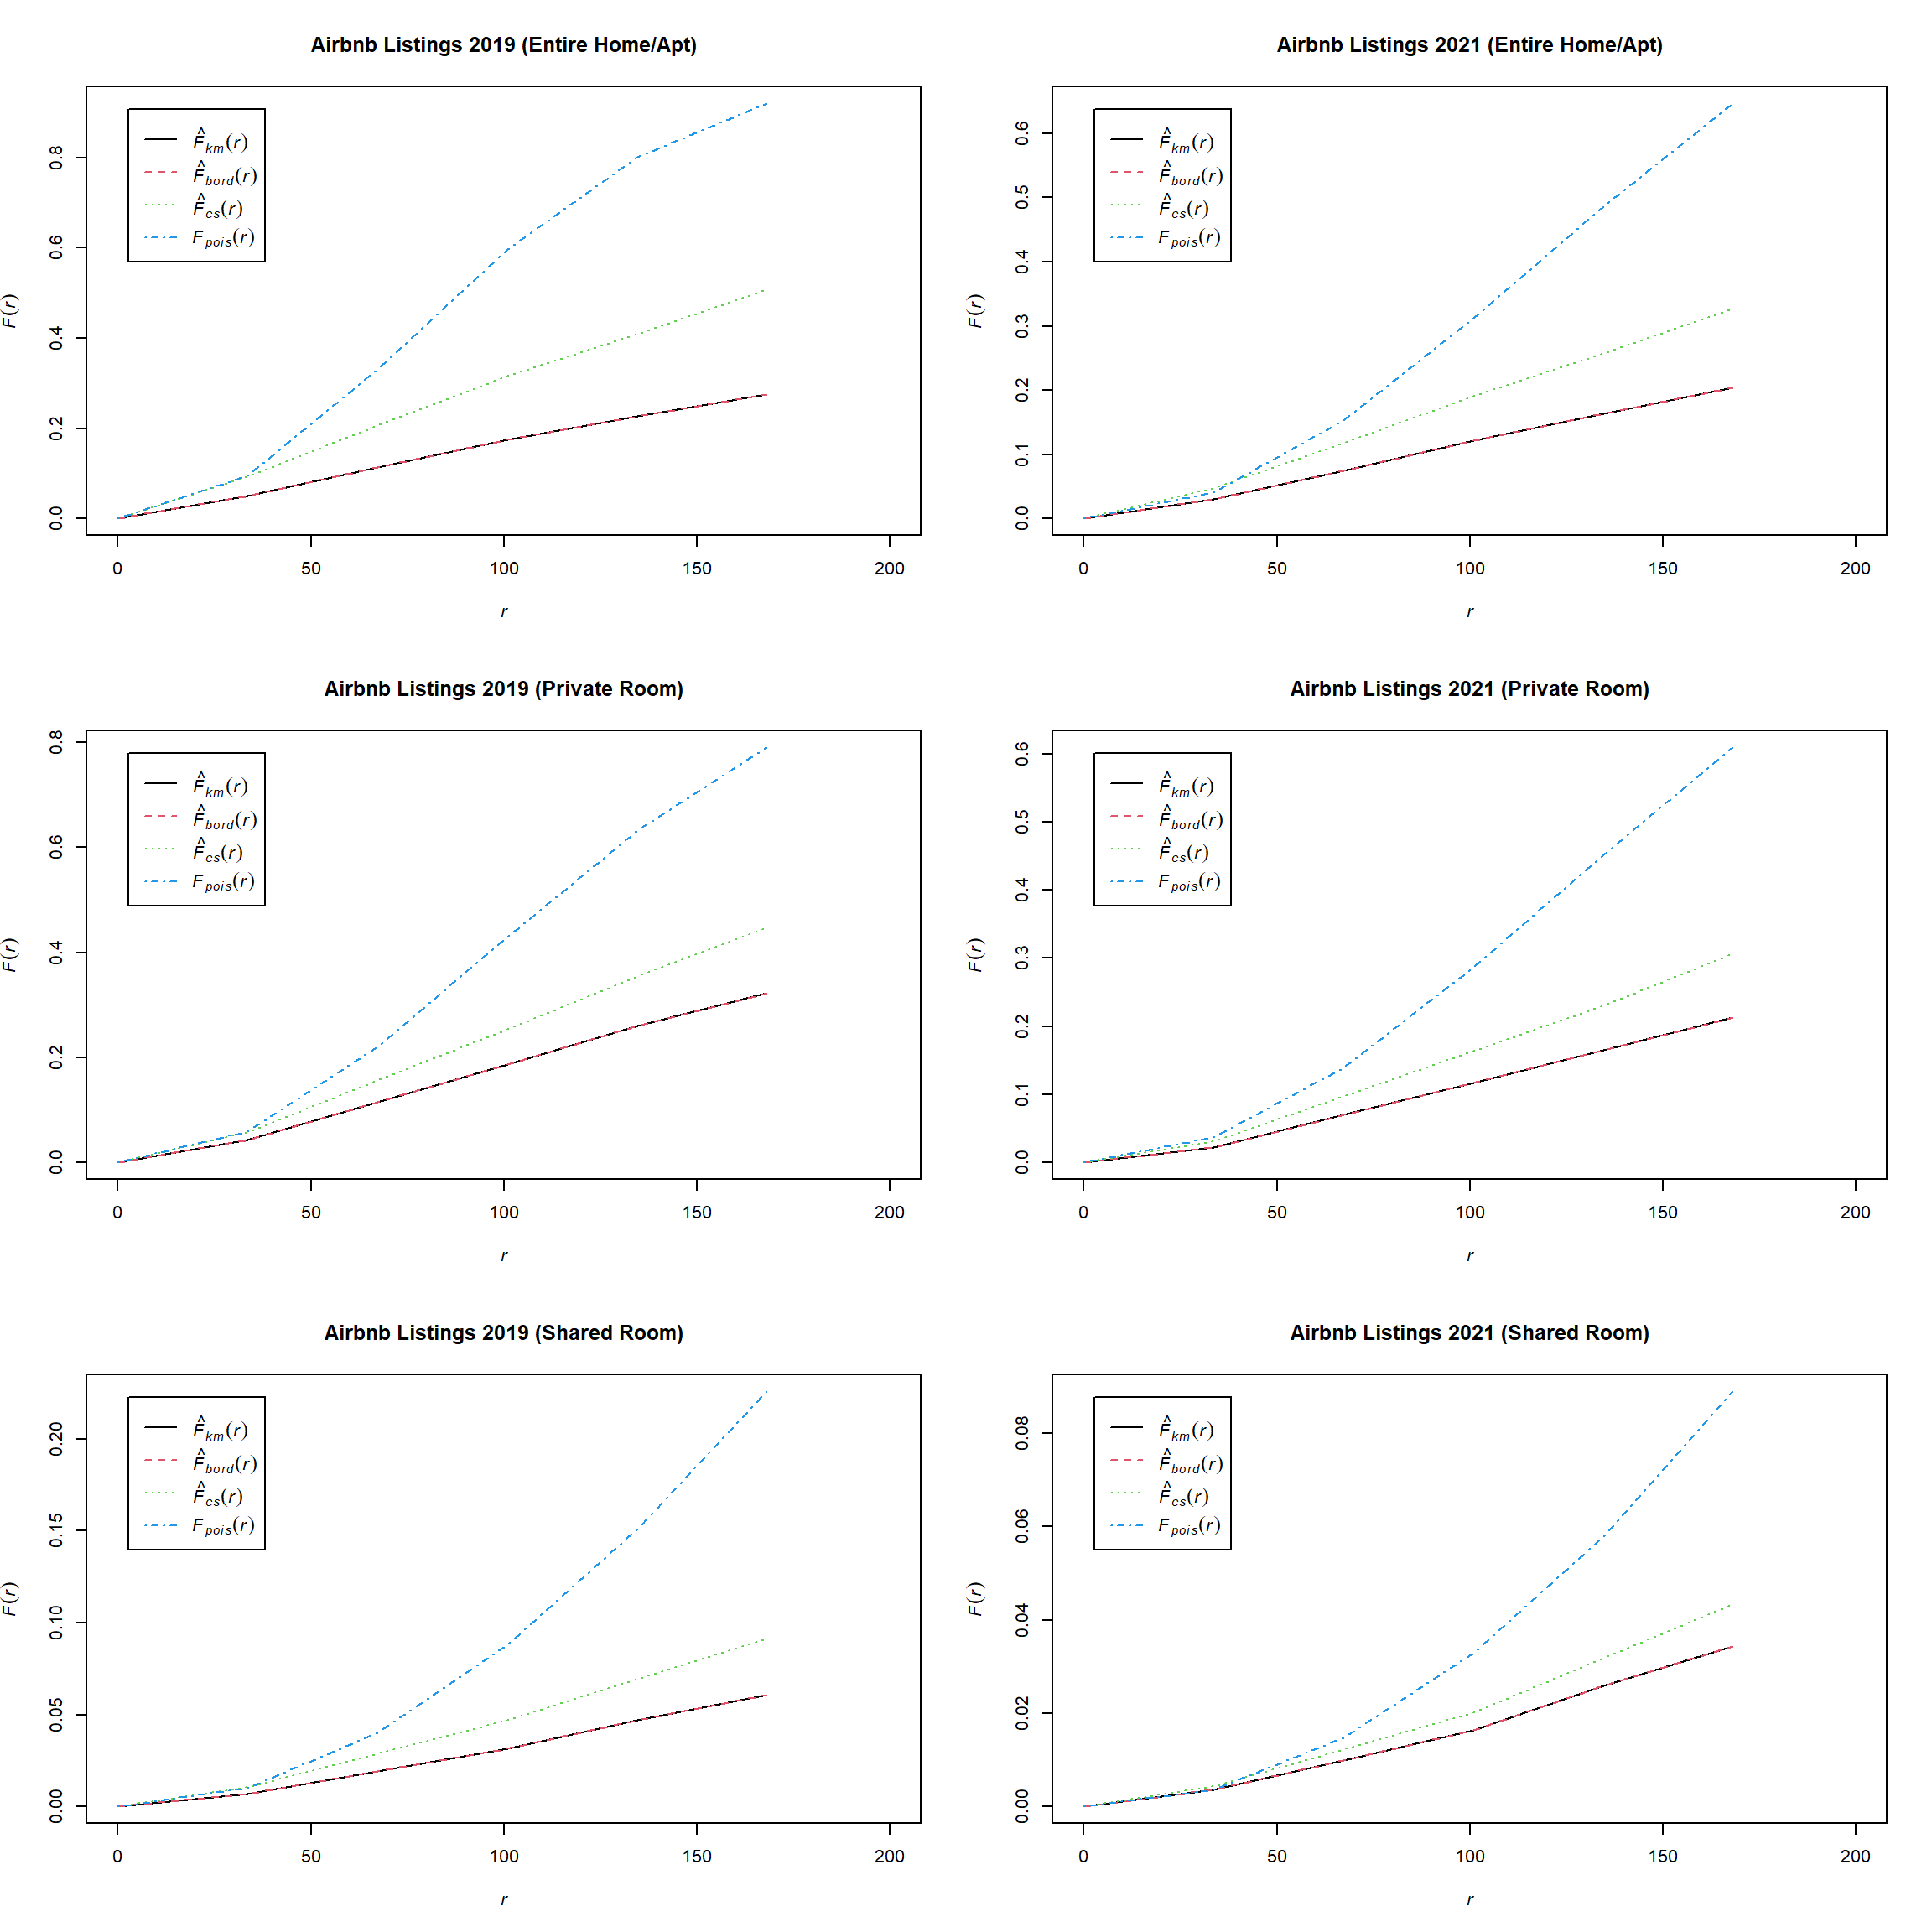 Airbnb Listings 2019 (Entire Home/Apt)
F(r)
0.0 0.2 0.4 0.6 0.8
F̂km(r)
F̂bord(r)
F̂cs(r)
Fpois(r)
0 50 100 150 200
r
Airbnb Listings 2021 (Entire Home/Apt)
F(r)
0.0 0.1 0.2 0.3 0.4 0.5 0.6
F̂km(r)
F̂bord(r)
F̂cs(r)
Fpois(r)
0 50 100 150 200
r
Airbnb Listings 2019 (Private Room)
F(r)
0.0 0.2 0.4 0.6 0.8
F̂km(r)
F̂bord(r)
F̂cs(r)
Fpois(r)
0 50 100 150 200
r
Airbnb Listings 2021 (Private Room)
F(r)
0.0 0.1 0.2 0.3 0.4 0.5 0.6
F̂km(r)
F̂bord(r)
F̂cs(r)
Fpois(r)
0 50 100 150 200
r
Airbnb Listings 2019 (Shared Room)
F(r)
0.00 0.05 0.10 0.15 0.20
F̂km(r)
F̂bord(r)
F̂cs(r)
Fpois(r)
0 50 100 150 200
r
Airbnb Listings 2021 (Shared Room)
F(r)
0.00 0.02 0.04 0.06 0.08
F̂km(r)
F̂bord(r)
F̂cs(r)
Fpois(r)
0 50 100 150 200
r